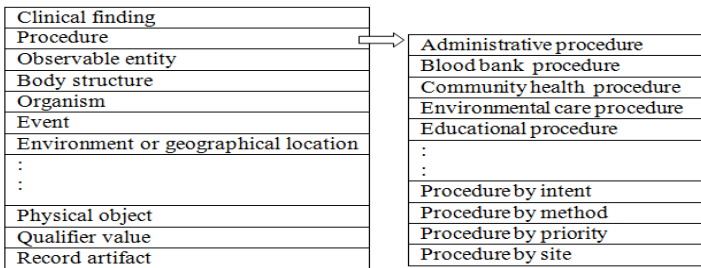 Clinical finding
Procedure
Observable entity
Body structure
Organism
Event
Environment or geographical location
:
:
Physical object
Qualifier value
Record artifact
Administrative procedure
Blood bank procedure
Community health procedure
Environmental care procedure
Educational procedure
:
:
Procedure by intent
Procedure by method
Procedure by priority
Procedure by site